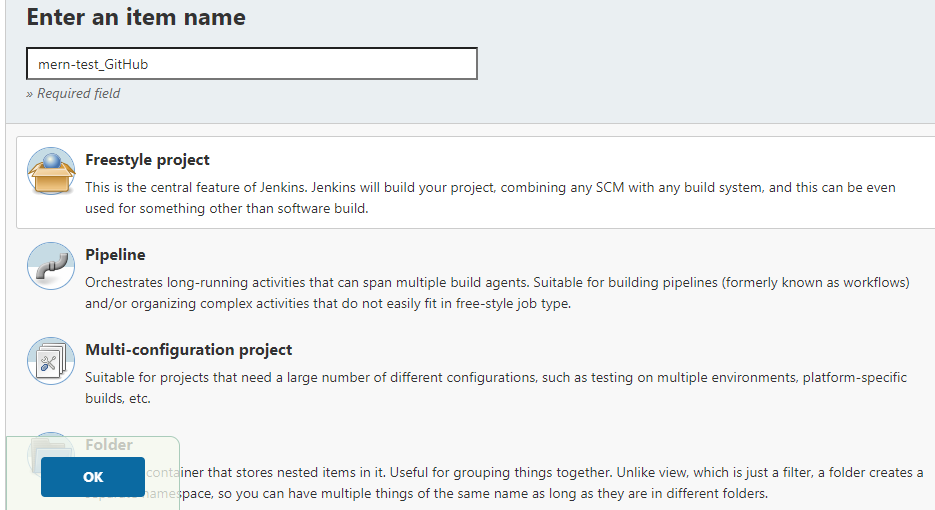 Enter an item name
mern-test_GitHub
» Required field
Freestyle project
This is the central feature of Jenkins. Jenkins will build your project, combining any SCM with any build system, and this can be even
used for something other than software build.
Pipeline
Orchestrates long-running activities that can span multiple build agents. Suitable for building pipelines (formerly known as workflows)
and/or organizing complex activities that do not easily fit in free-style job type.
Multi-configuration project
Suitable for projects that need a large number of different configurations, such as testing on multiple environments, platform-specific
builds, etc.
Folder
container that stores nested items in it. Useful for grouping things together. Unlike view, which is just a filter, a folder creates a
namespace, so you can have multiple things of the same name as long as they are in different folders.
OK